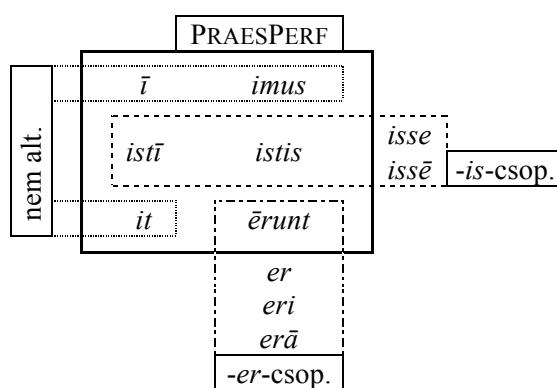 PRAESPERF
ī imus
isse
istī istis
issē
-is-csop.
nem alt.
it ērunt
er
eri
erā
-er-csop.